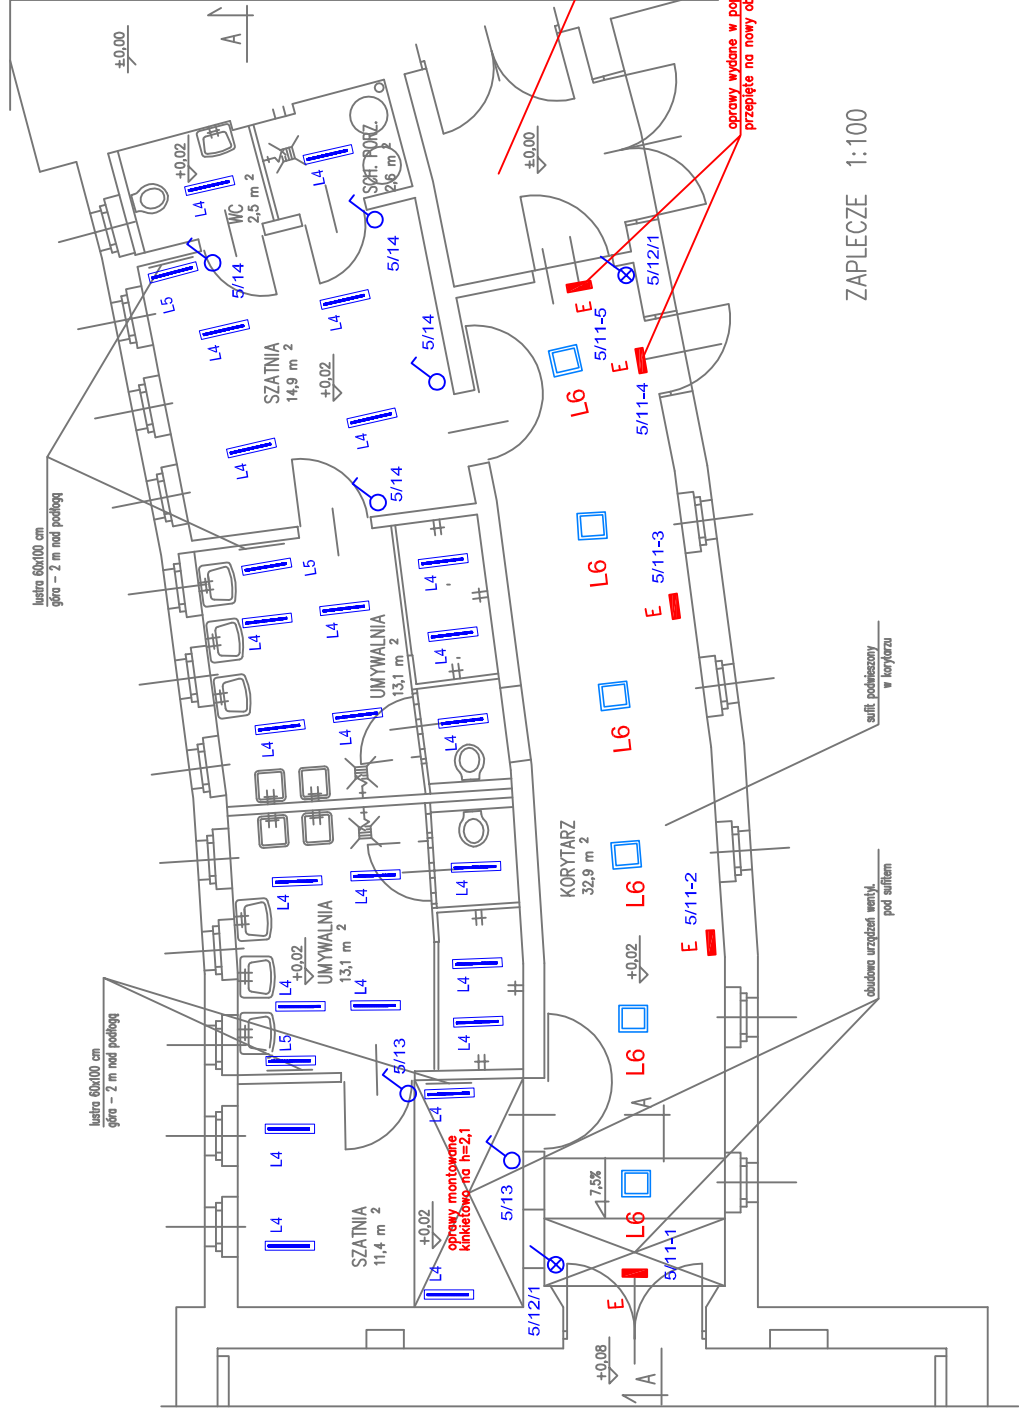 ±0,00
A
+0,02
WC
2,5 m 2
L4
L4
SCH. PORZ.
2,6 m 2
±0,00
oprawy wydane w
przepięte na nowy
ZAPLECZE 1:100
5/14
5/14
5/12/1
L5
L4
L4
SZATNIA
14,9 m 2
+0,02
5/14
L4
L4
5/14
E
5/11-5
E
5/11-4
L6
lustra 60x100 cm
góra – 2 m nad podłogą
L5
L4
L4
L4
L4
UMYWALNIA
13,1 m 2
L4
L4
L4
L6
5/11-3
E
L6
sufit podwieszony
w korytarzu
L4
L4
L4
UMYWALNIA
13,1 m 2
+0,02
L4
L4
L5
L4
L4
KORYTARZ
32,9 m 2
L6
5/11-2
E
+0,02
L6
obudowa urządzeń wentyl.
pod sufitem
lustra 60x100 cm
góra – 2 m nad podłogą
5/13
L4
L4
L4
oprawy montowane
kinkietowo na h=2,1
SZATNIA
11,4 m 2
+0,02
L4
5/13
A
7,5%
L6
5/11-1
5/12/1
E
+0,08
A